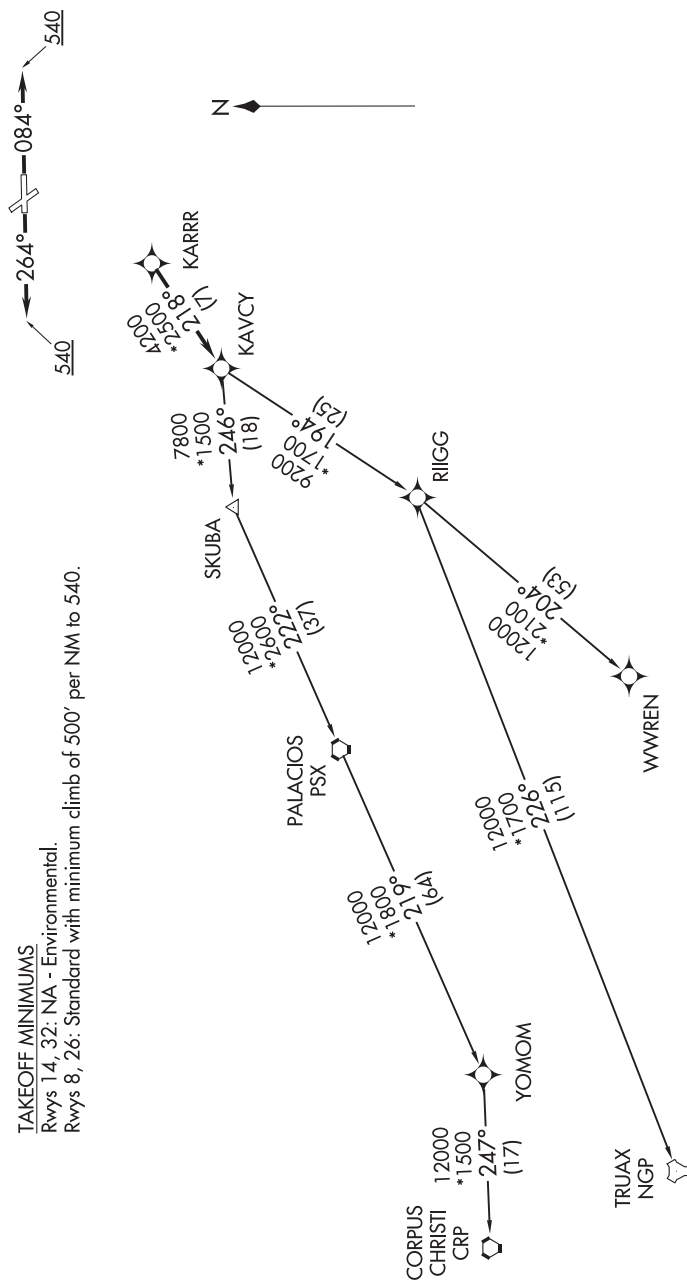 TAKEOFF MINIMUMS
Rwys 14, 32: NA - Environmental.
Rwys 8, 26: Standard with minimum climb of 500' per NM to 540.
540
264°
084°
540
N
KARRR
4200
*2500
218°
(7)
KAVCY
7800
*1500
246°
(18)
9200
*1700
194°
(25)
SKUBA
RIIGG
12000
*2600
222°
(37)
12000
*2100
204°
(53)
WWREN
PALACIOS
PSX
12000
*1700
226°
(115)
12000
*1800
219°
(64)
YOMOM
12000
*1500
247°
(17)
CORPUS
CHRISTI
CRP
TRUAX
NGP